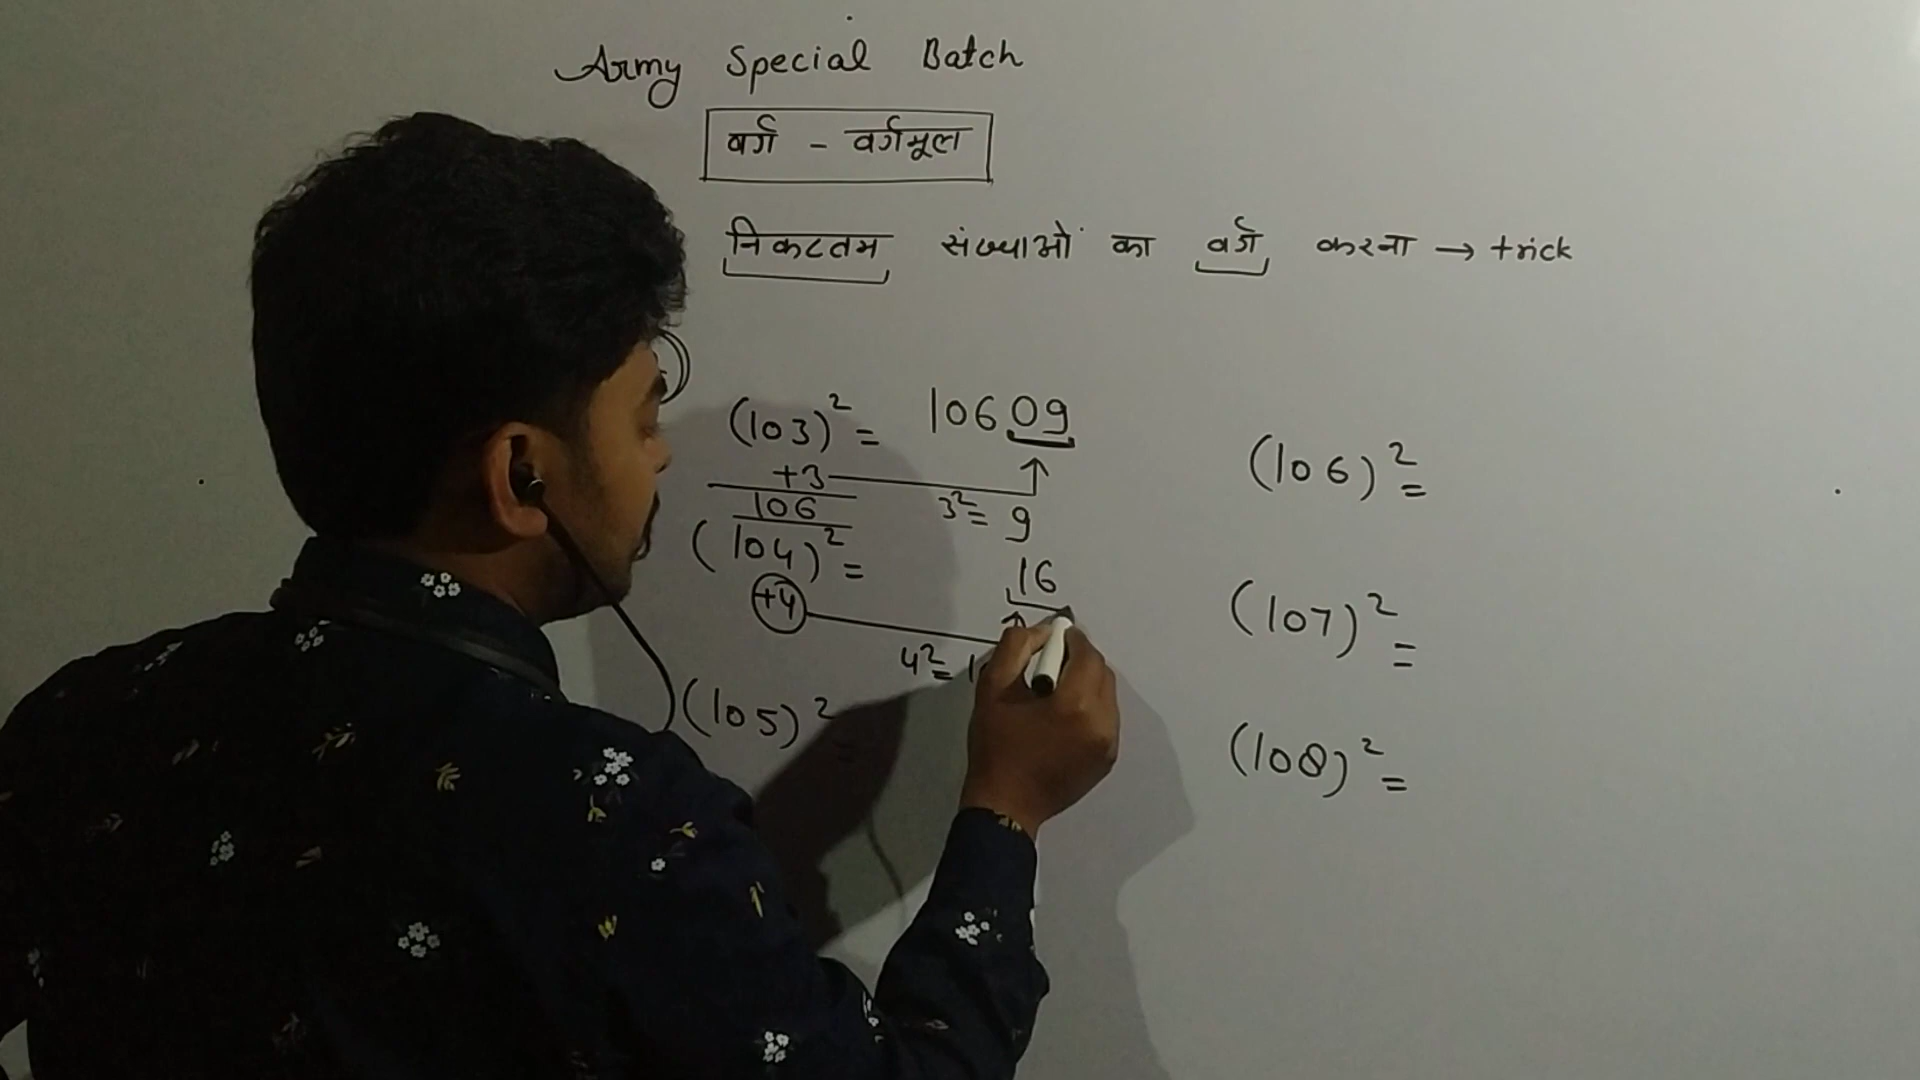 Army Special Batch
वर्ग - वर्गमूल
निकटतम संख्याओं का वर्ग करना → trick
(103)² = 10609
+3
3² = 9
106
(104)² = 16
+4
4² =
(105)² =
(106)² =
(107)² =
(108)² =